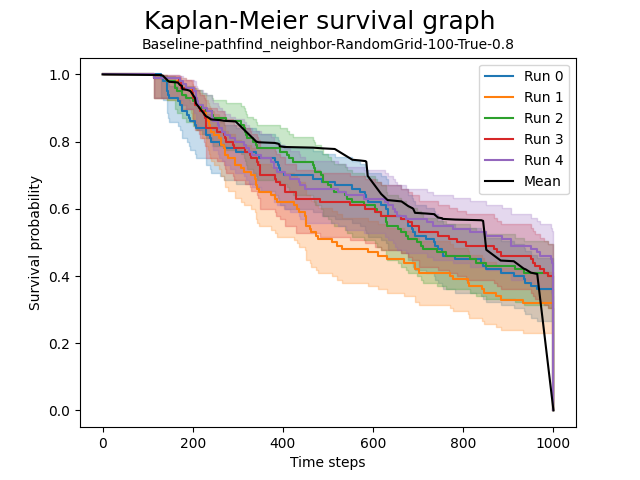 Kaplan-Meier survival graph
Baseline-pathfind_neighbor-RandomGrid-100-True-0.8
Survival probability
1.0
0.8
0.6
0.4
0.2
0.0
Run 0
Run 1
Run 2
Run 3
Run 4
Mean
0
200
400
600
800
1000
Time steps